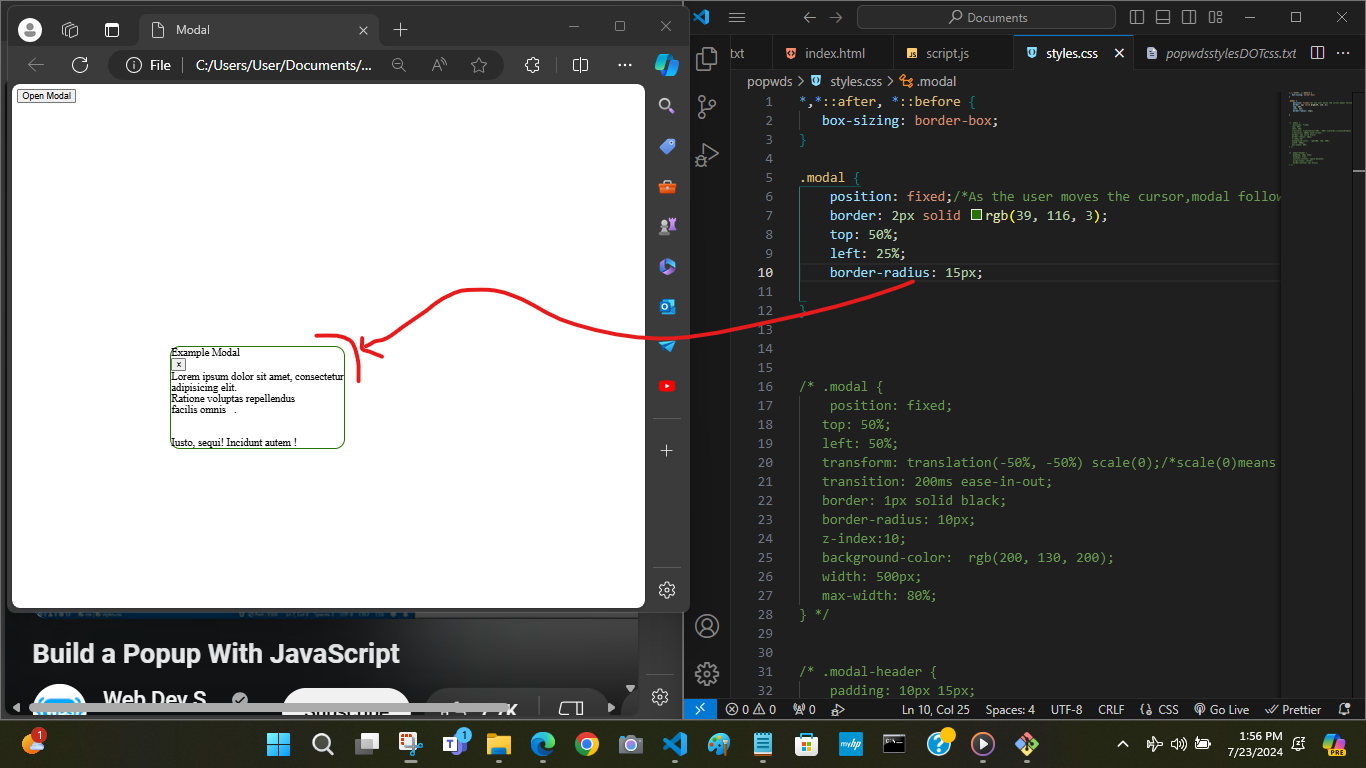 Modal
File
C:/Users/User/Documents/...
Open Modal
Example Modal
x
Lorem ipsum dolor sit amet, consectetur
adipisicing elit.
Ratione voluptas repellendus
facilis omnis .
Iusto, sequi! Incidunt autem !
Build a Popup With JavaScript
Web Dev S
Documents
txt
index.html
script.js
styles.css
popwdsstylesDOTcss.txt
popwds > styles.css > .modal
1 *,*::after, *::before {
2 box-sizing: border-box;
3 }
4
5 .modal {
6 position: fixed;/*As the user moves the cursor,modal follow
7 border: 2px solid rgb(39, 116, 3);
8 top: 50%;
9 left: 25%;
10 border-radius: 15px;
11
12 }
13
14
15
16 /* .modal {
17 position: fixed;
18 top: 50%;
19 left: 50%;
20 transform: translation(-50%, -50%) scale(0);/*scale(0)means
21 transition: 200ms ease-in-out;
22 border: 1px solid black;
23 border-radius: 10px;
24 z-index:10;
25 background-color:  rgb(200, 130, 200);
26 width: 500px;
27 max-width: 80%;
28 } */
29
30
31 /* .modal-header {
32 padding: 10px 15px;
0 0 0 Ln 10, Col 25 Spaces: 4 UTF-8 CRLF CSS Go Live Prettier
1
1
myhp
PRE
1:56 PM
7/23/2024